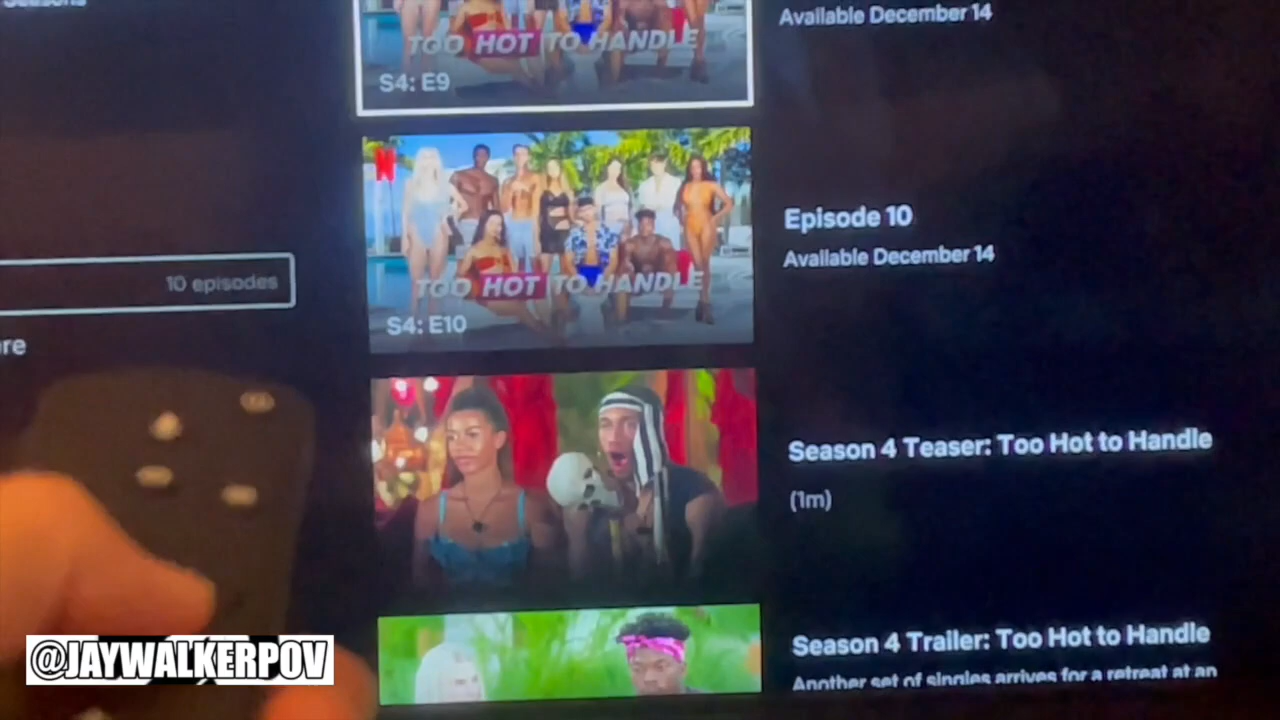 Seasons
Available December 14
TOO HOT TO HANDLE
S4: E9
N
Episode 10
Available December 14
10 episodes
TOO HOT TO HANDLE
S4: E10
re
Season 4 Teaser: Too Hot to Handle
(1m)
Season 4 Trailer: Too Hot to Handle
Another set of singles arrives for a retreat at an
@JAYWALKERPOV